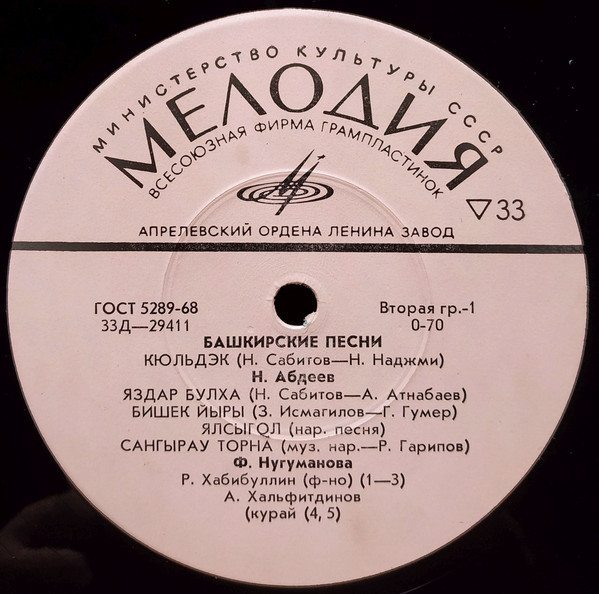 МИНИСТЕРСТВО КУЛЬТУРЫ СССР
МЕЛОДИЯ
ВСЕСОЮЗНАЯ ФИРМА ГРАМПЛАСТИНОК
▽33
АПРЕЛЕВСКИЙ ОРДЕНА ЛЕНИНА ЗАВОД
ГОСТ 5289-68 Вторая гр.-1
33Д—29411 0-70
БАШКИРСКИЕ ПЕСНИ
КЮЛЬДЭК (Н. Сабитов—Н. Наджми)
Н. Абдеев
ЯЗДАР БУЛХА (Н. Сабитов—А. Атнабаев)
БИШЕК ЙЫРЫ (З. Исмагилов—Г. Гумер)
ЯЛСЫГОЛ (нар. песня)
САНГЫРАУ ТОРНА (муз. нар.—Р. Гарипов)
Ф. Нугуманова
Р. Хабибуллин (ф-но) (1—3)
А. Хальфитдинов
(курай (4, 5)